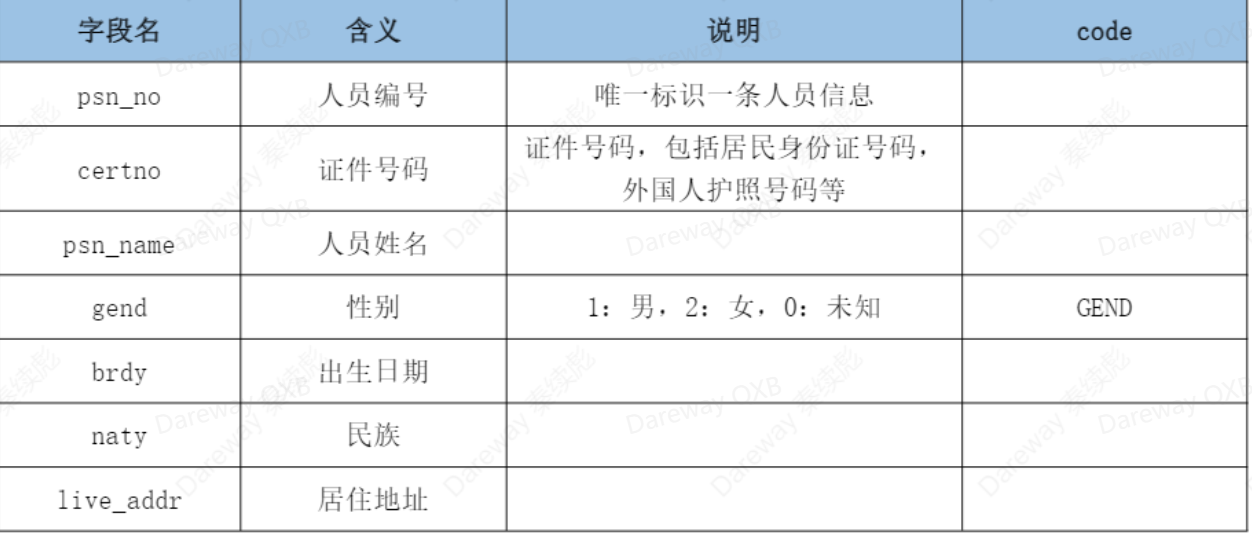 字段名 含义 说明 code
psn_no 人员编号 唯一标识一条人员信息
certno 证件号码 证件号码，包括居民身份证号码，
外国人护照号码等
psn_name 人员姓名
gend 性别 1：男，2：女，0：未知 GEND
brdy 出生日期
naty 民族
live_addr 居住地址
Dareway QXB
Dareway 秦续彪